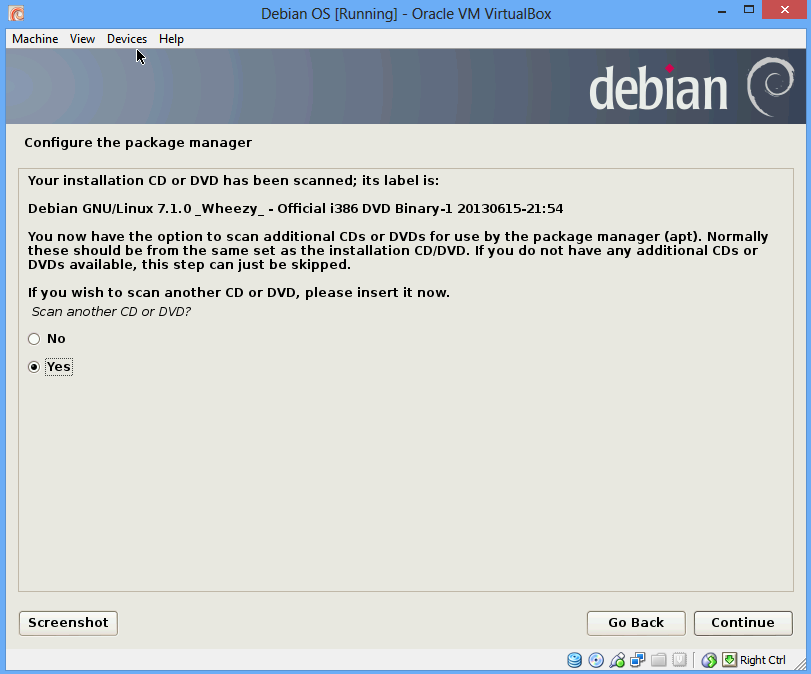 Debian OS [Running] - Oracle VM VirtualBox
Machine View Devices Help
debian
Configure the package manager
Your installation CD or DVD has been scanned; its label is:
Debian GNU/Linux 7.1.0 _Wheezy_ - Official i386 DVD Binary-1 20130615-21:54
You now have the option to scan additional CDs or DVDs for use by the package manager (apt). Normally
these should be from the same set as the installation CD/DVD. If you do not have any additional CDs or
DVDs available, this step can just be skipped.
If you wish to scan another CD or DVD, please insert it now.
Scan another CD or DVD?
No
Yes
Screenshot Go Back Continue
Right Ctrl